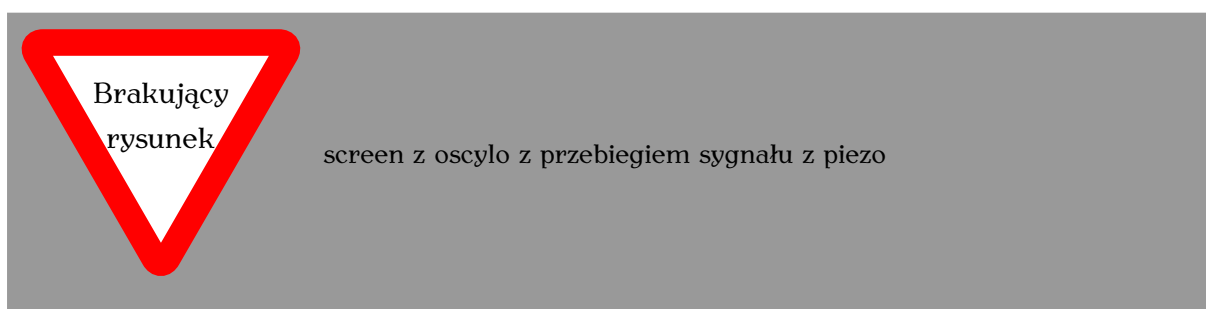 Brakujący
rysunek
screen z oscylo z przebiegiem sygnału z piezo